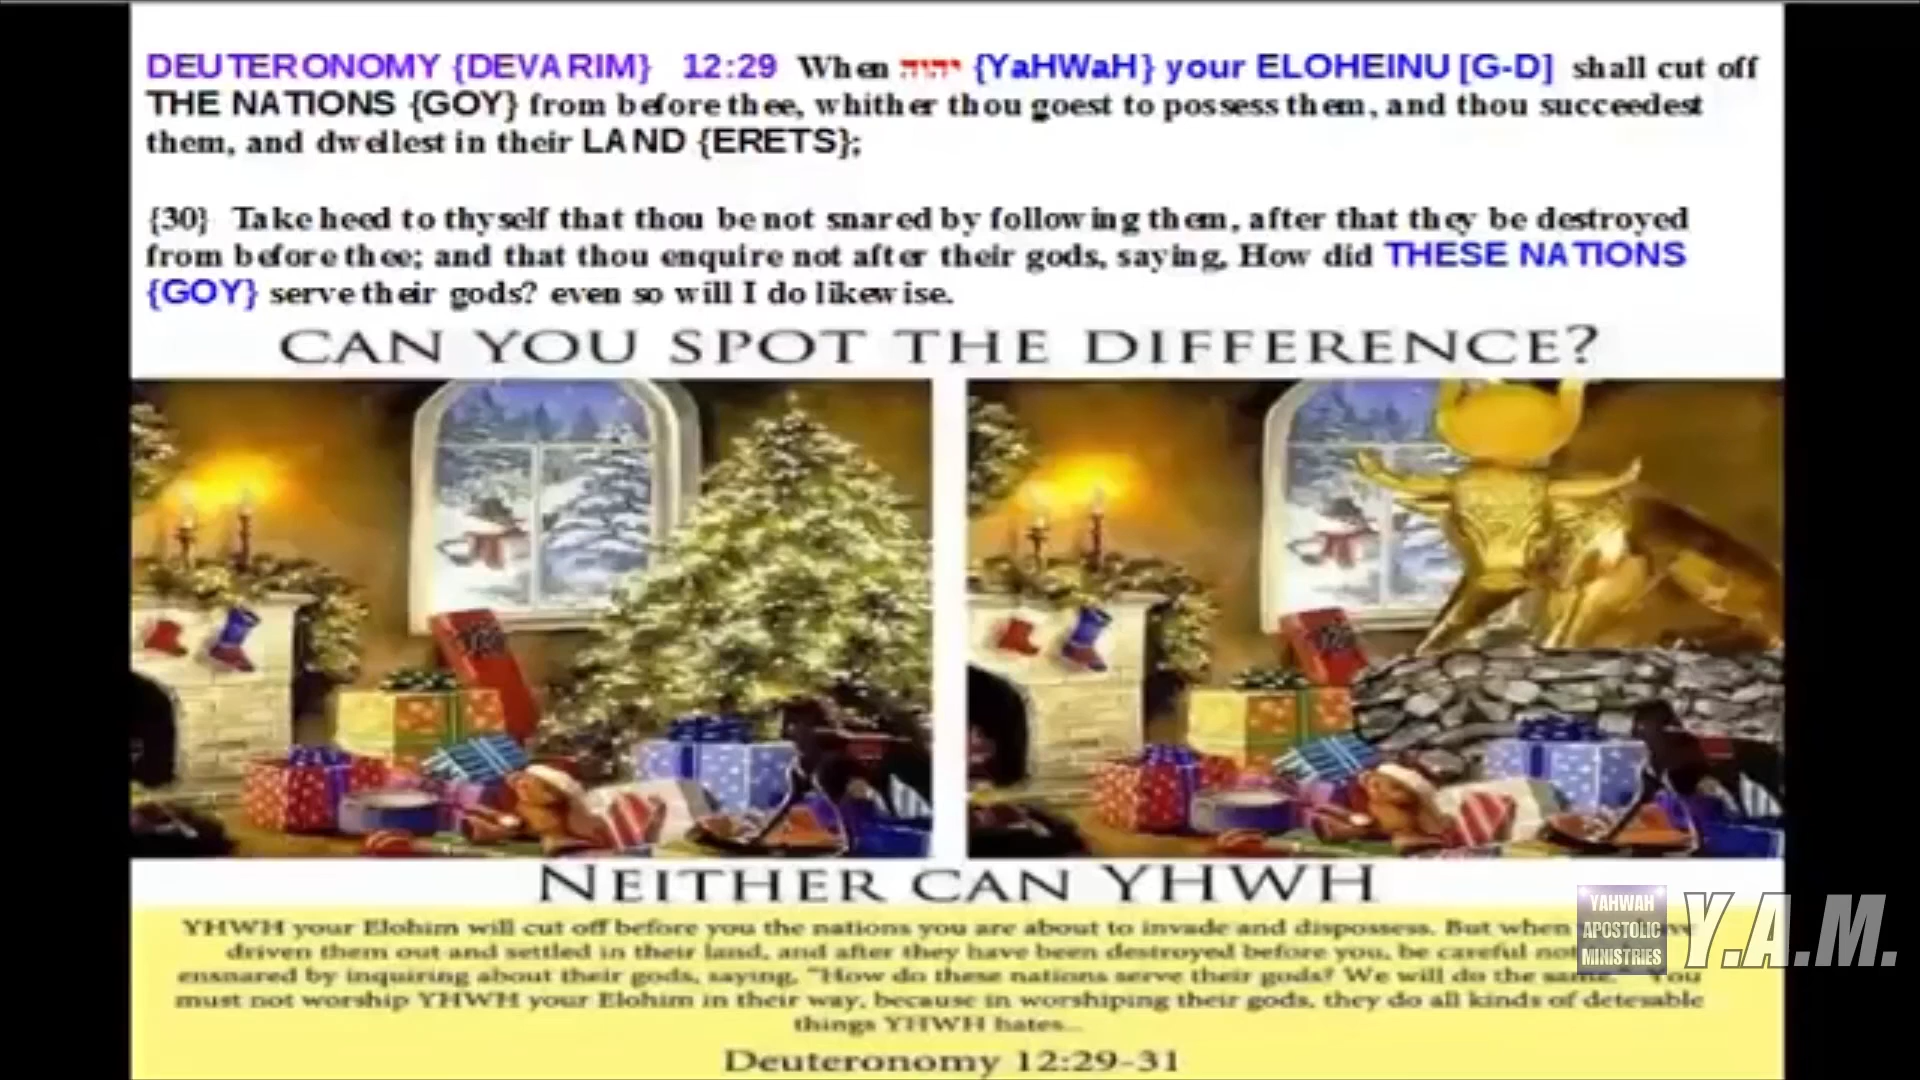 DEUTERONOMY {DEVARIM} 12:29 When יהוה {YaHWaH} your ELOHEINU [G-D] shall cut off
THE NATIONS {GOY} from before thee, whither thou goest to possess them, and thou succeedest
them, and dwellest in their LAND {ERETS};
{30} Take heed to thyself that thou be not snared by following them, after that they be destroyed
from before thee; and that thou enquire not after their gods, saying, How did THESE NATIONS
{GOY} serve their gods? even so will I do likewise.
CAN YOU SPOT THE DIFFERENCE?
NEITHER CAN YHWH
YHWH your Elohim will cut off before you the nations you are about to invade and dispossess. But when
driven them out and settled in their land, and after they have been destroyed before you, be careful not
ensnared by inquiring about their gods, saying, "How do these nations serve their gods? We will do the same." You
must not worship YHWH your Elohim in their way, because in worshiping their gods, they do all kinds of detesable
things YHWH hates...
Deuteronomy 12:29-31
YAHWAH
APOSTOLIC
MINISTRIES
Y.A.M.